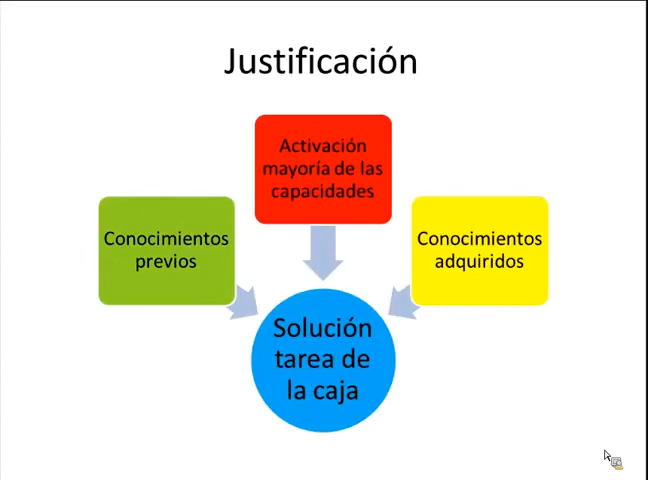 Justificación
Activación
mayoría de las
capacidades
Conocimientos
previos
Conocimientos
adquiridos
Solución
tarea de
la caja